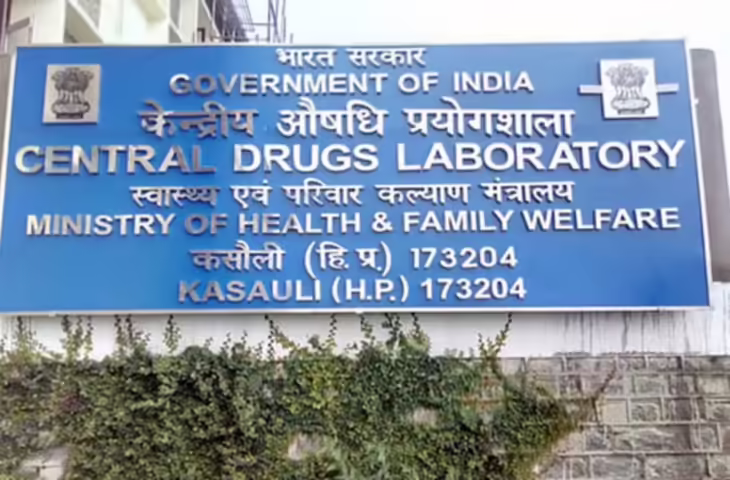 भारत सरकार
GOVERNMENT OF INDIA
केन्द्रीय औषधि प्रयोगशाला
CENTRAL DRUGS LABORATORY
स्वास्थ्य एवं परिवार कल्याण मंत्रालय
MINISTRY OF HEALTH & FAMILY WELFARE
कसौली (हि.प्र.) 173204
KASAULI (H.P.) 173204